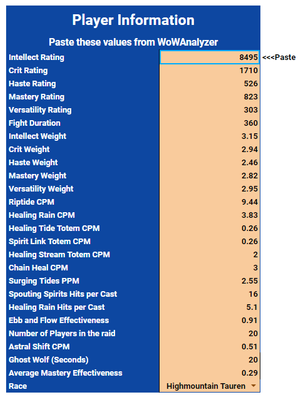 Player Information
Paste these values from WoWAnalyzer
Intellect Rating 8495 <<<Paste
Crit Rating 1710
Haste Rating 526
Mastery Rating 823
Versatility Rating 303
Fight Duration 360
Intellect Weight 3.15
Crit Weight 2.94
Haste Weight 2.46
Mastery Weight 2.82
Versatility Weight 2.95
Riptide CPM 9.44
Healing Rain CPM 3.83
Healing Tide Totem CPM 0.26
Spirit Link Totem CPM 0.26
Healing Stream Totem CPM 2
Chain Heal CPM 3
Surging Tides PPM 2.55
Spouting Spirits Hits per Cast 16
Healing Rain Hits per Cast 5.1
Ebb and Flow Effectiveness 0.91
Number of Players in the raid 20
Astral Shift CPM 0.51
Ghost Wolf (Seconds) 20
Average Mastery Effectiveness 0.29
Race Highmountain Tauren